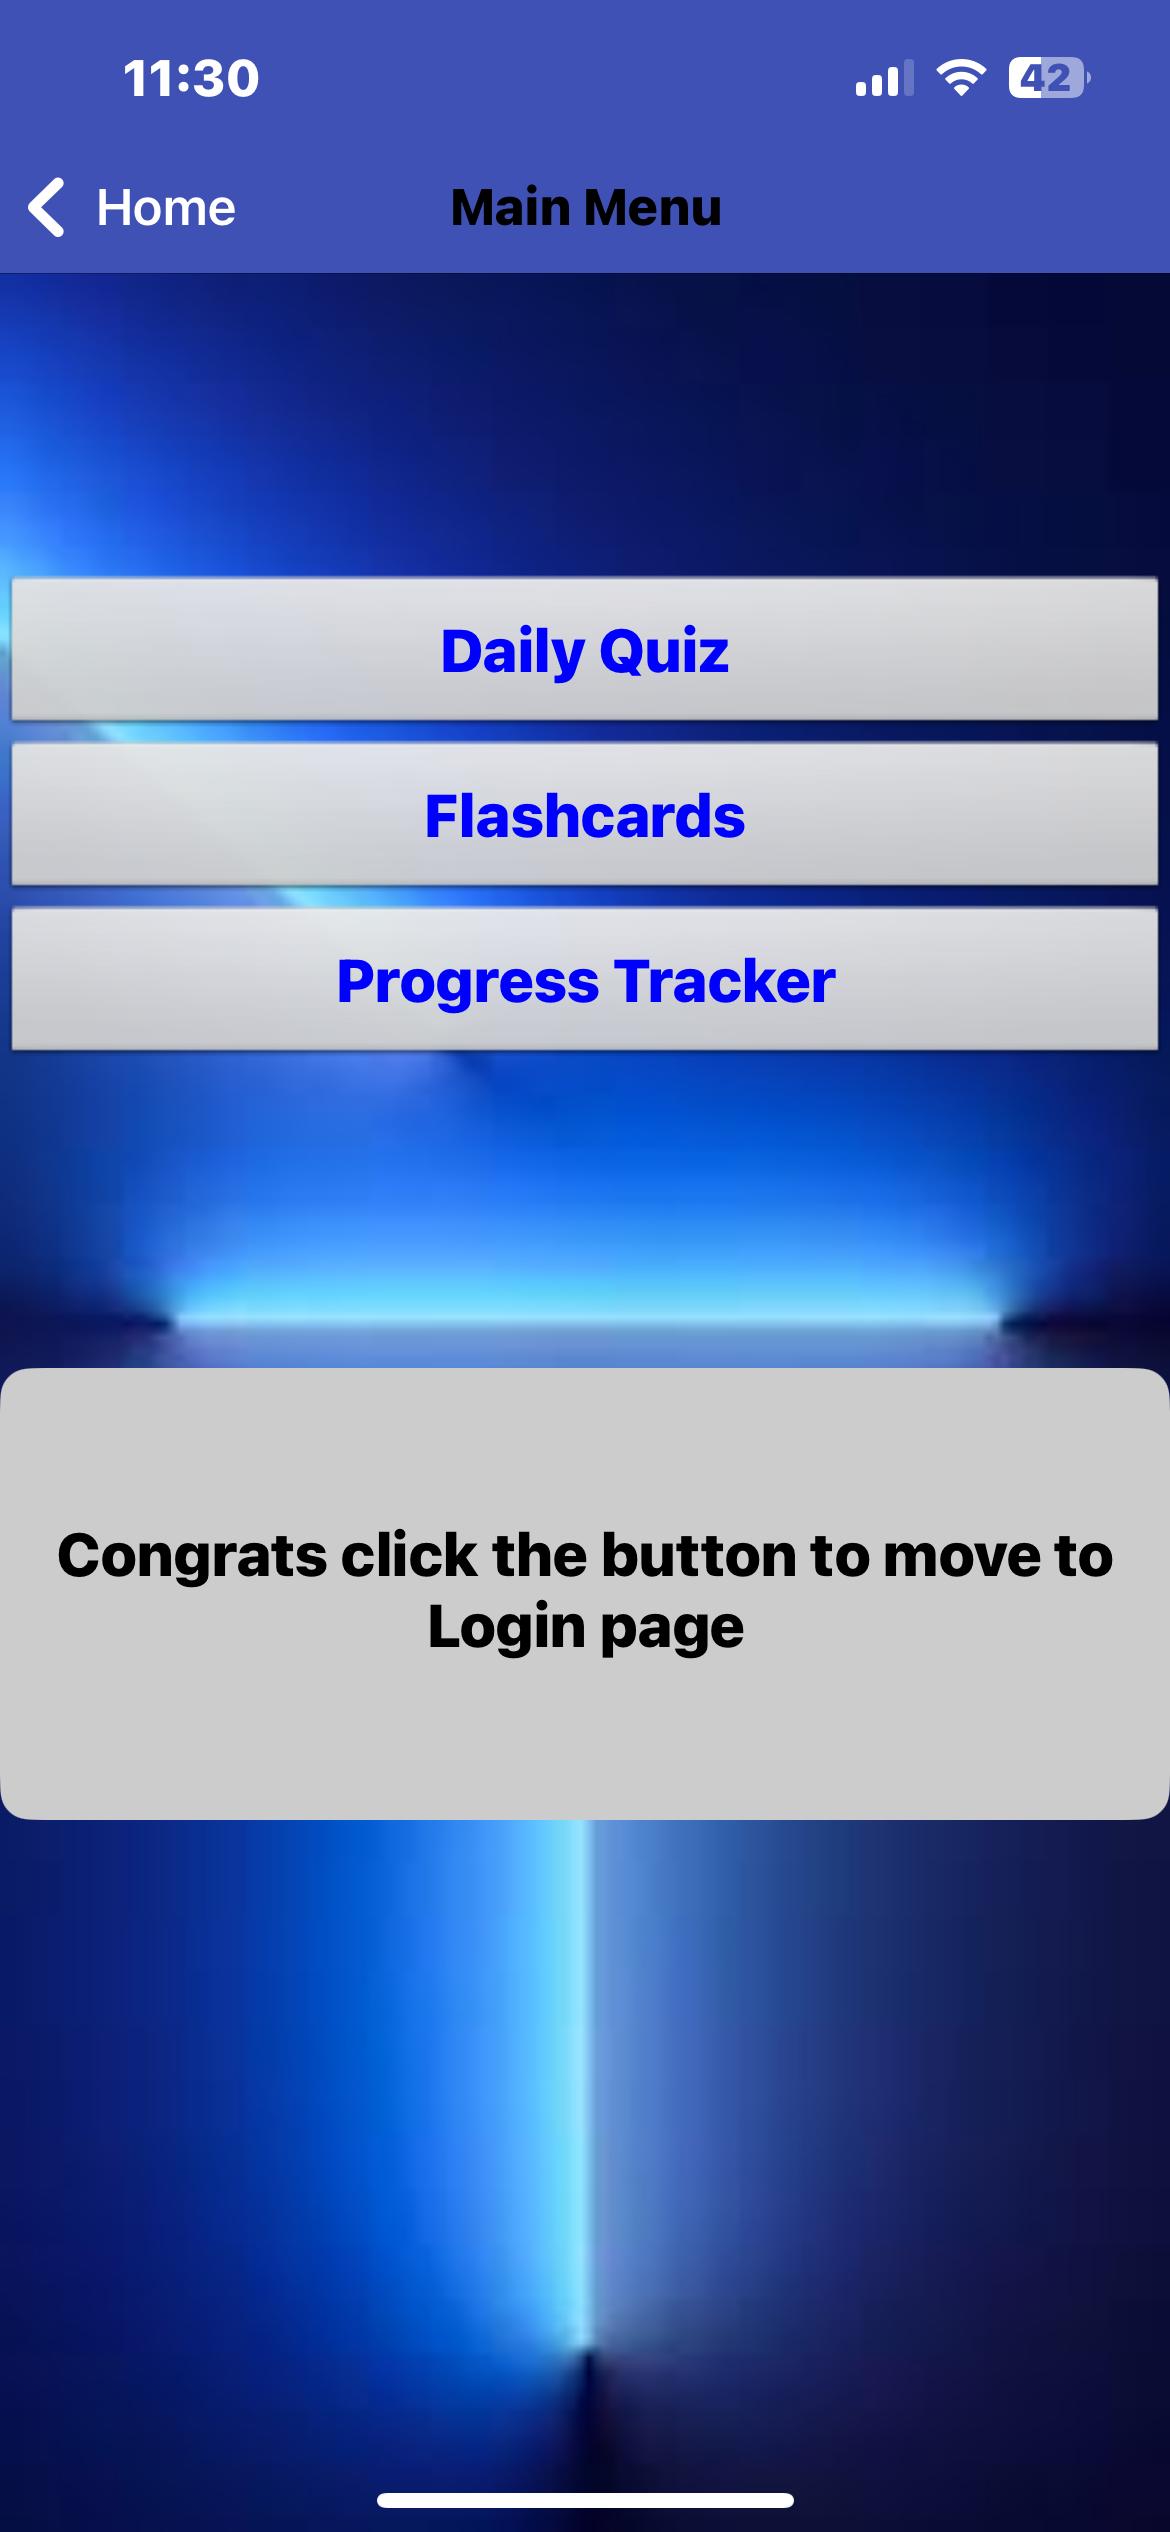 11:30
42
Home
Main Menu
Daily Quiz
Flashcards
Progress Tracker
Congrats click the button to move to
Login page